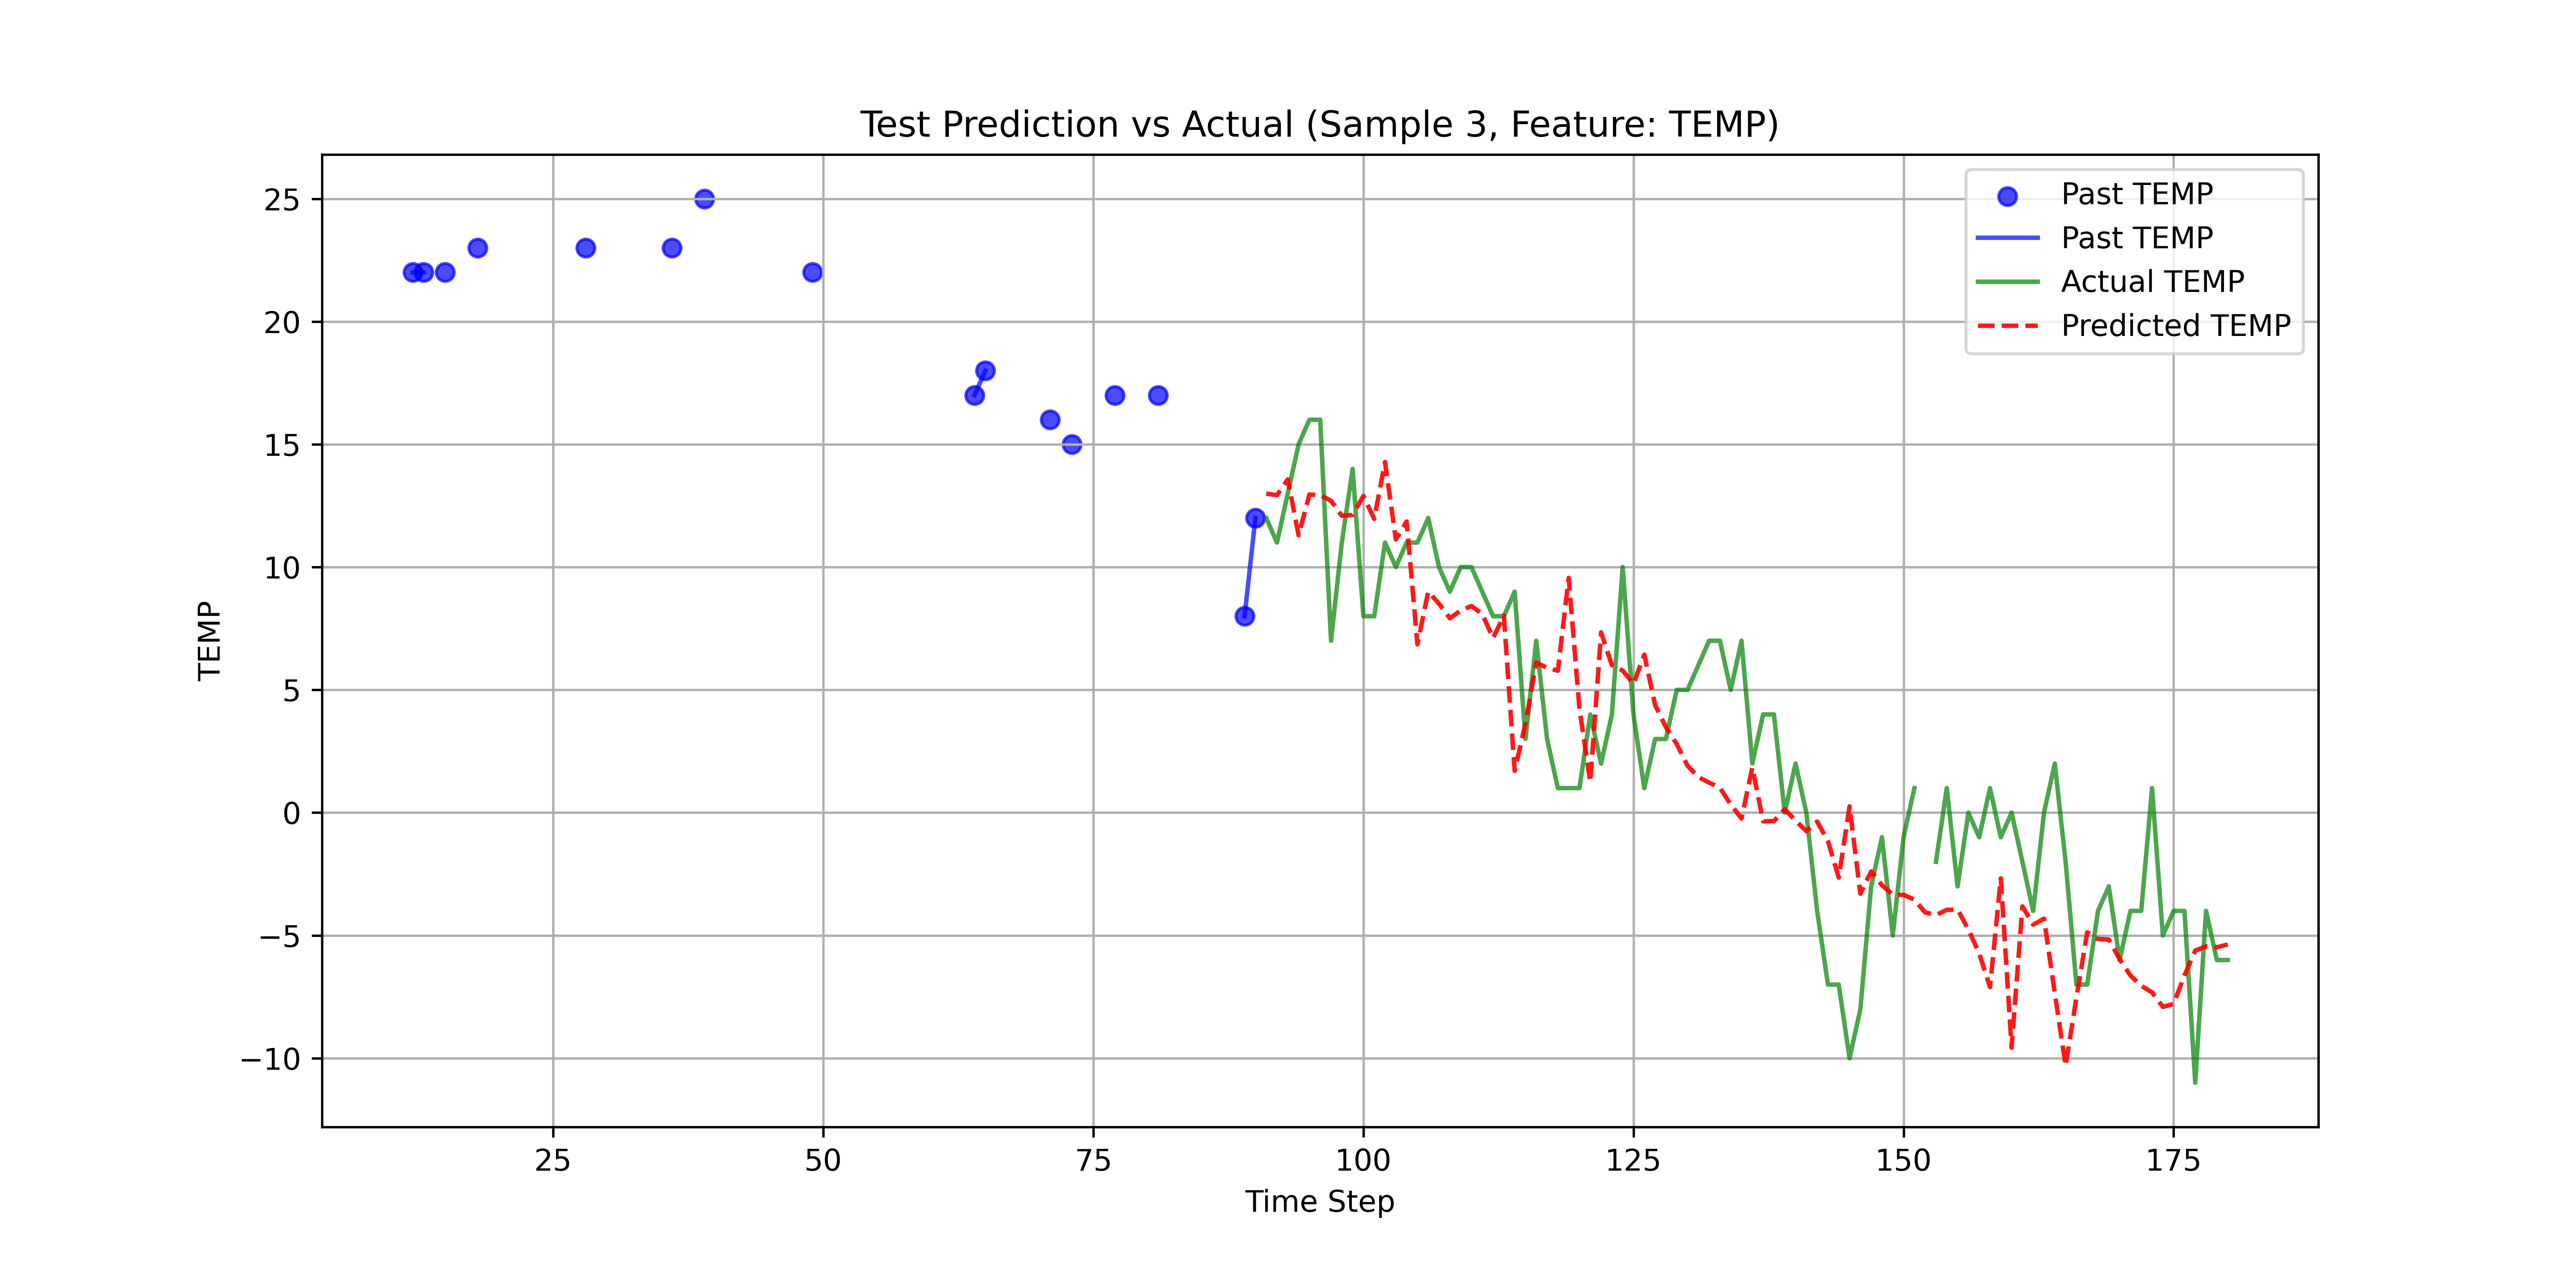 Test Prediction vs Actual (Sample 3, Feature: TEMP)
25
20
15
10
5
0
−5
−10
TEMP
Past TEMP
Past TEMP
Actual TEMP
Predicted TEMP
25 50 75 100 125 150 175
Time Step